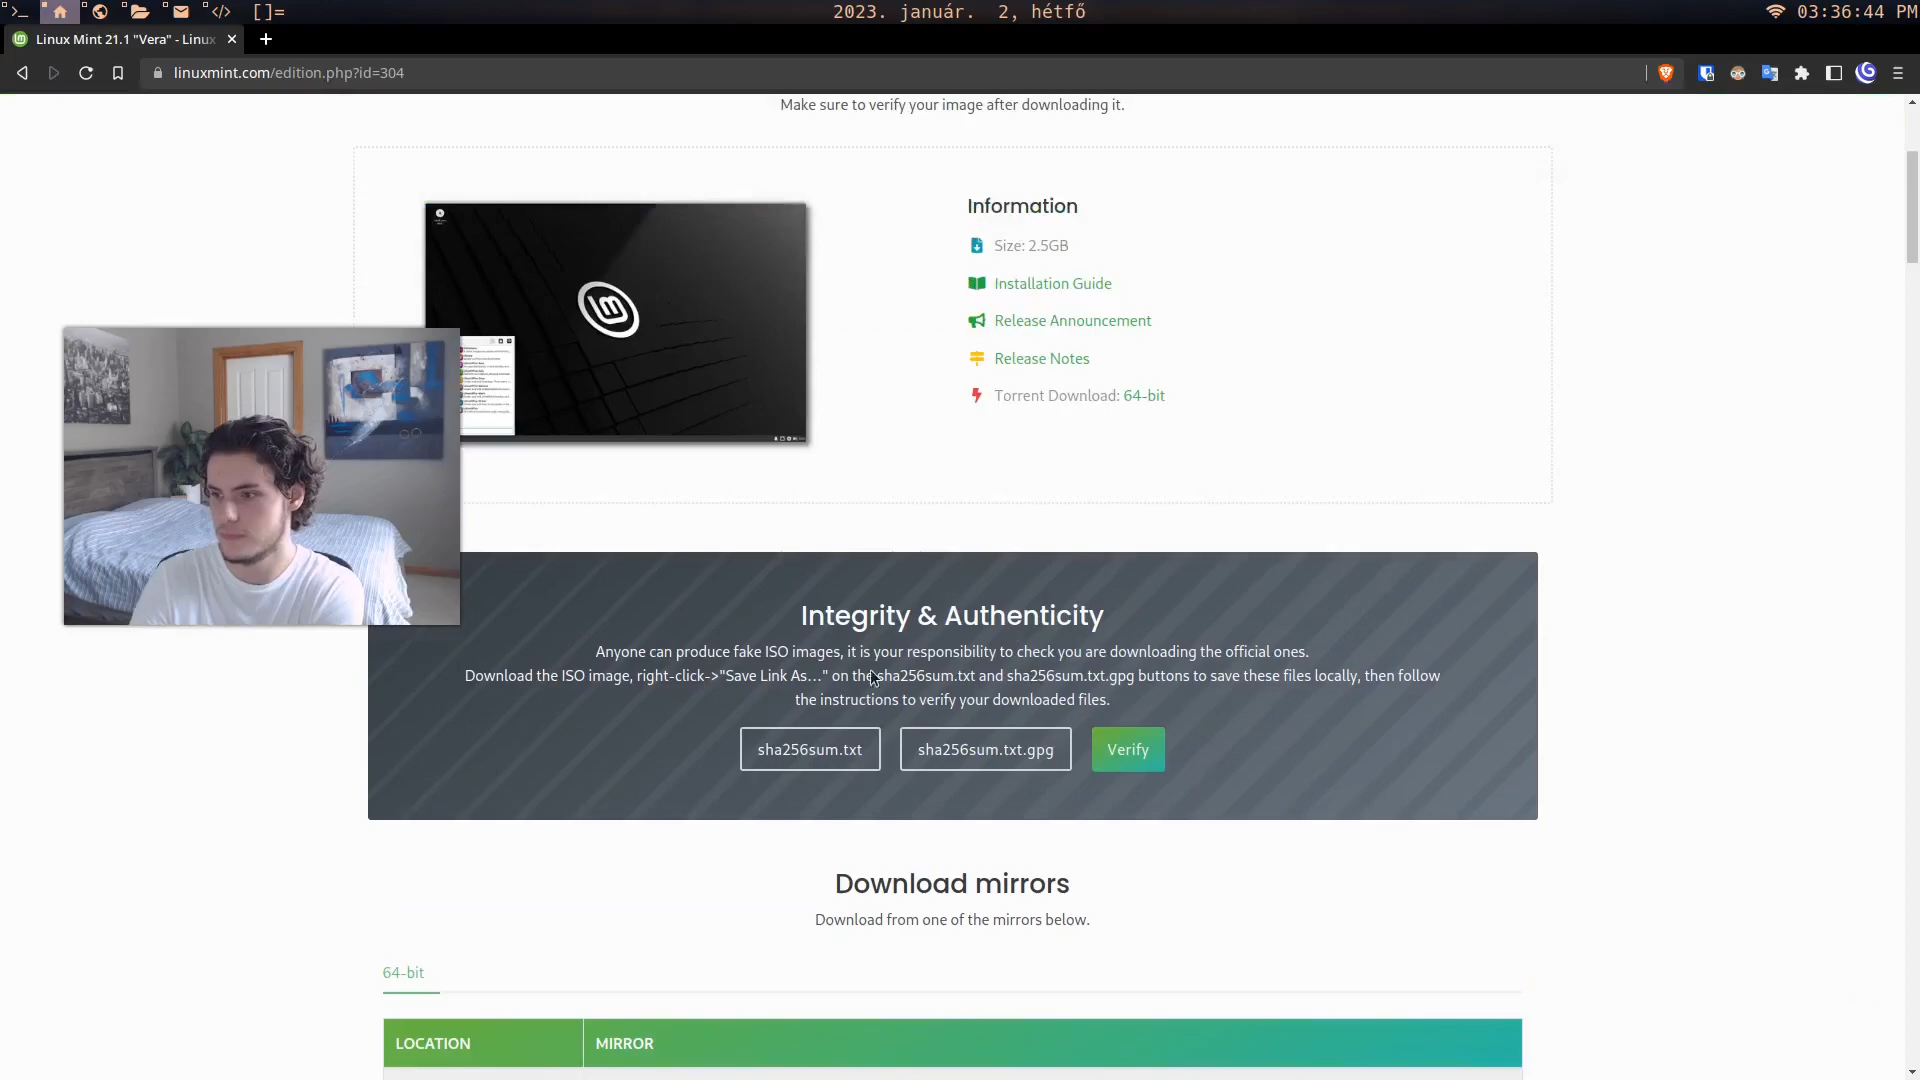 >_ </> []= 2023. január. 2, hétfő 03:36:44 PM
Linux Mint 21.1 "Vera" - Linux
linuxmint.com/edition.php?id=304
Make sure to verify your image after downloading it.
Information
Size: 2.5GB
Installation Guide
Release Announcement
Release Notes
Torrent Download: 64-bit
Integrity & Authenticity
Anyone can produce fake ISO images, it is your responsibility to check you are downloading the official ones.
Download the ISO image, right-click->"Save Link As..." on the sha256sum.txt and sha256sum.txt.gpg buttons to save these files locally, then follow
the instructions to verify your downloaded files.
sha256sum.txt sha256sum.txt.gpg Verify
Download mirrors
Download from one of the mirrors below.
64-bit
LOCATION MIRROR